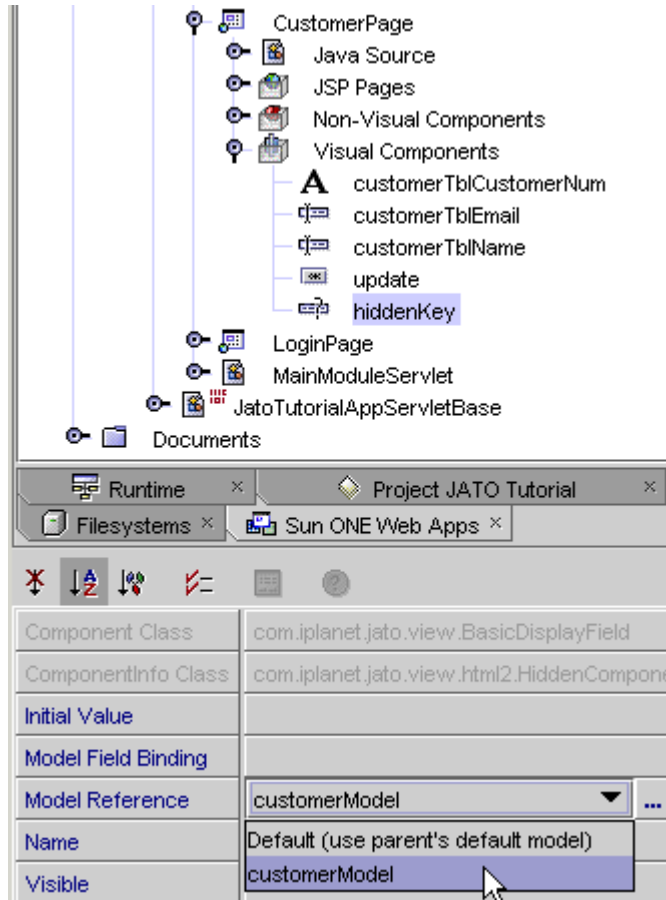 CustomerPage
Java Source
JSP Pages
Non-Visual Components
Visual Components
A customerTblCustomerNum
customerTblEmail
customerTblName
update
hiddenKey
LoginPage
MainModuleServlet
JatoTutorialAppServletBase
Documents
Runtime × Project JATO Tutorial ×
Filesystems × Sun ONE Web Apps ×
Component Class com.iplanet.jato.view.BasicDisplayField
ComponentInfo Class com.iplanet.jato.view.html2.HiddenCompone
Initial Value
Model Field Binding
Model Reference customerModel ...
Name Default (use parent's default model)
Visible customerModel